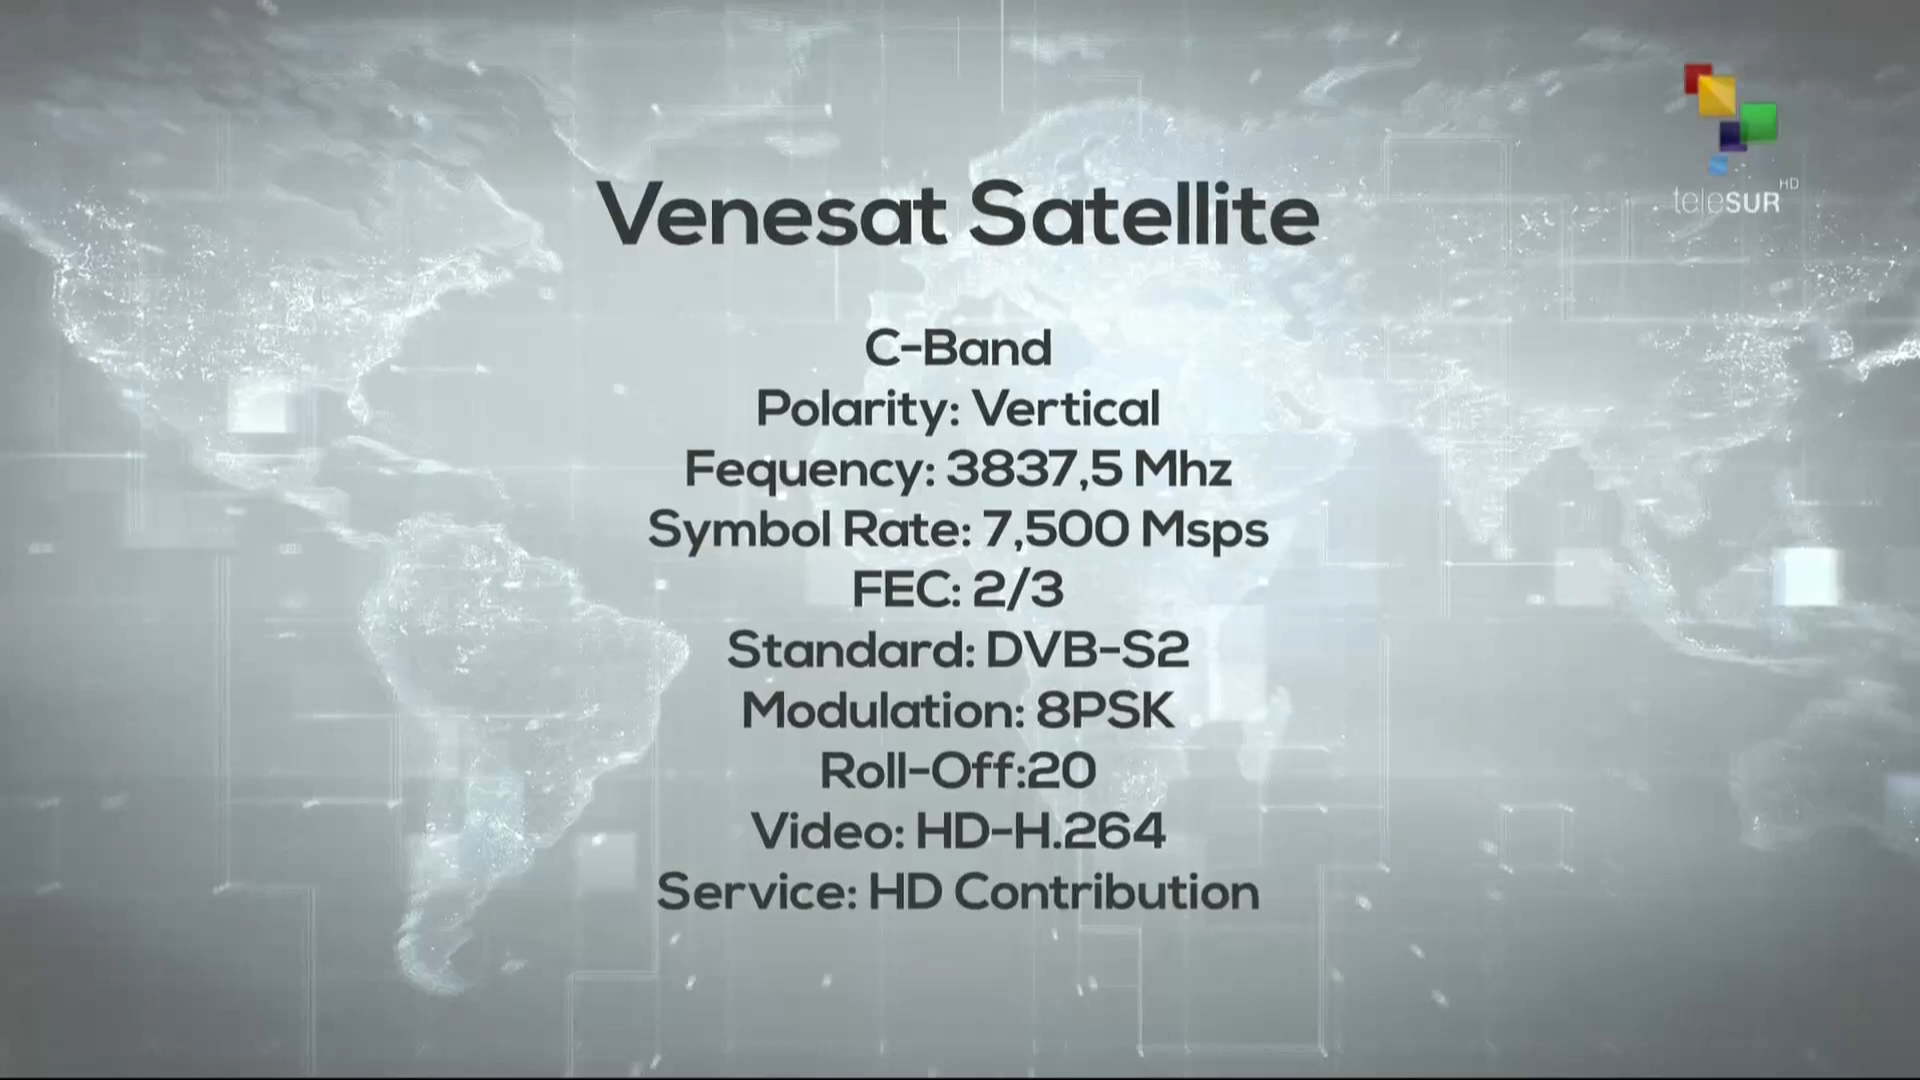 Venesat Satellite
teleSUR HD
C-Band
Polarity: Vertical
Fequency: 3837,5 Mhz
Symbol Rate: 7,500 Msps
FEC: 2/3
Standard: DVB-S2
Modulation: 8PSK
Roll-Off:20
Video: HD-H.264
Service: HD Contribution